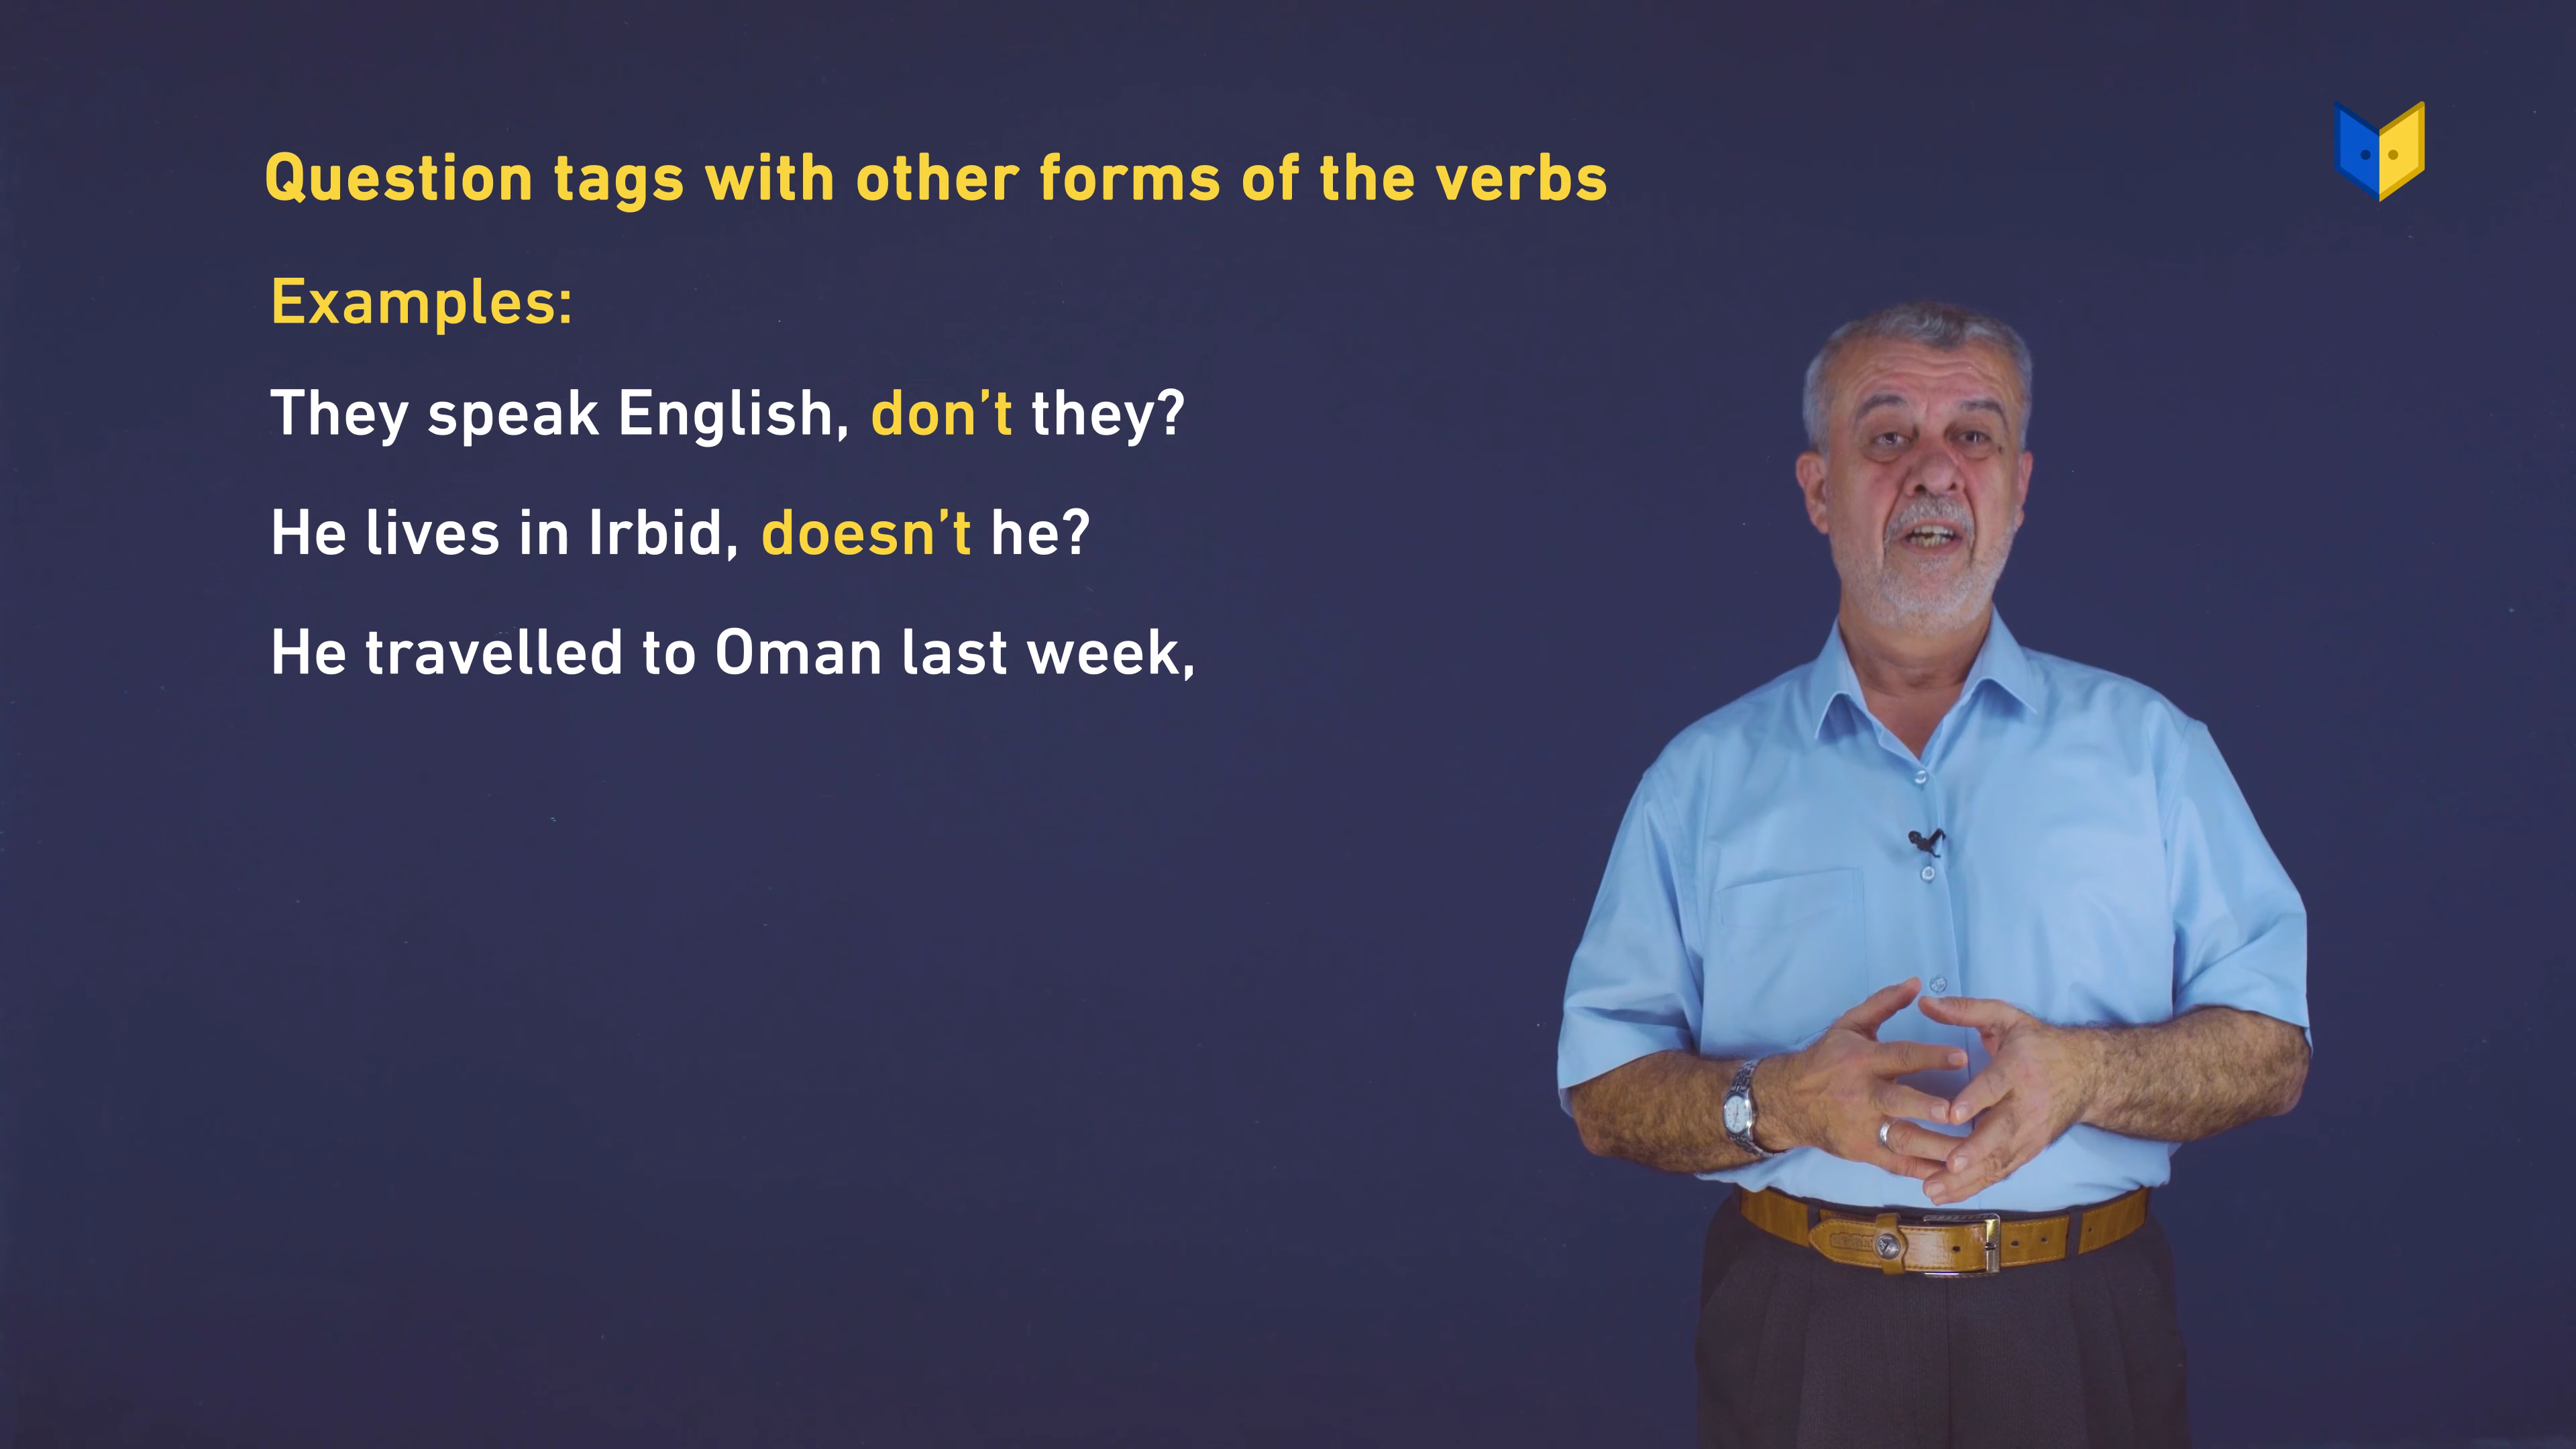 Question tags with other forms of the verbs
Examples:
They speak English, don’t they?
He lives in Irbid, doesn’t he?
He travelled to Oman last week,